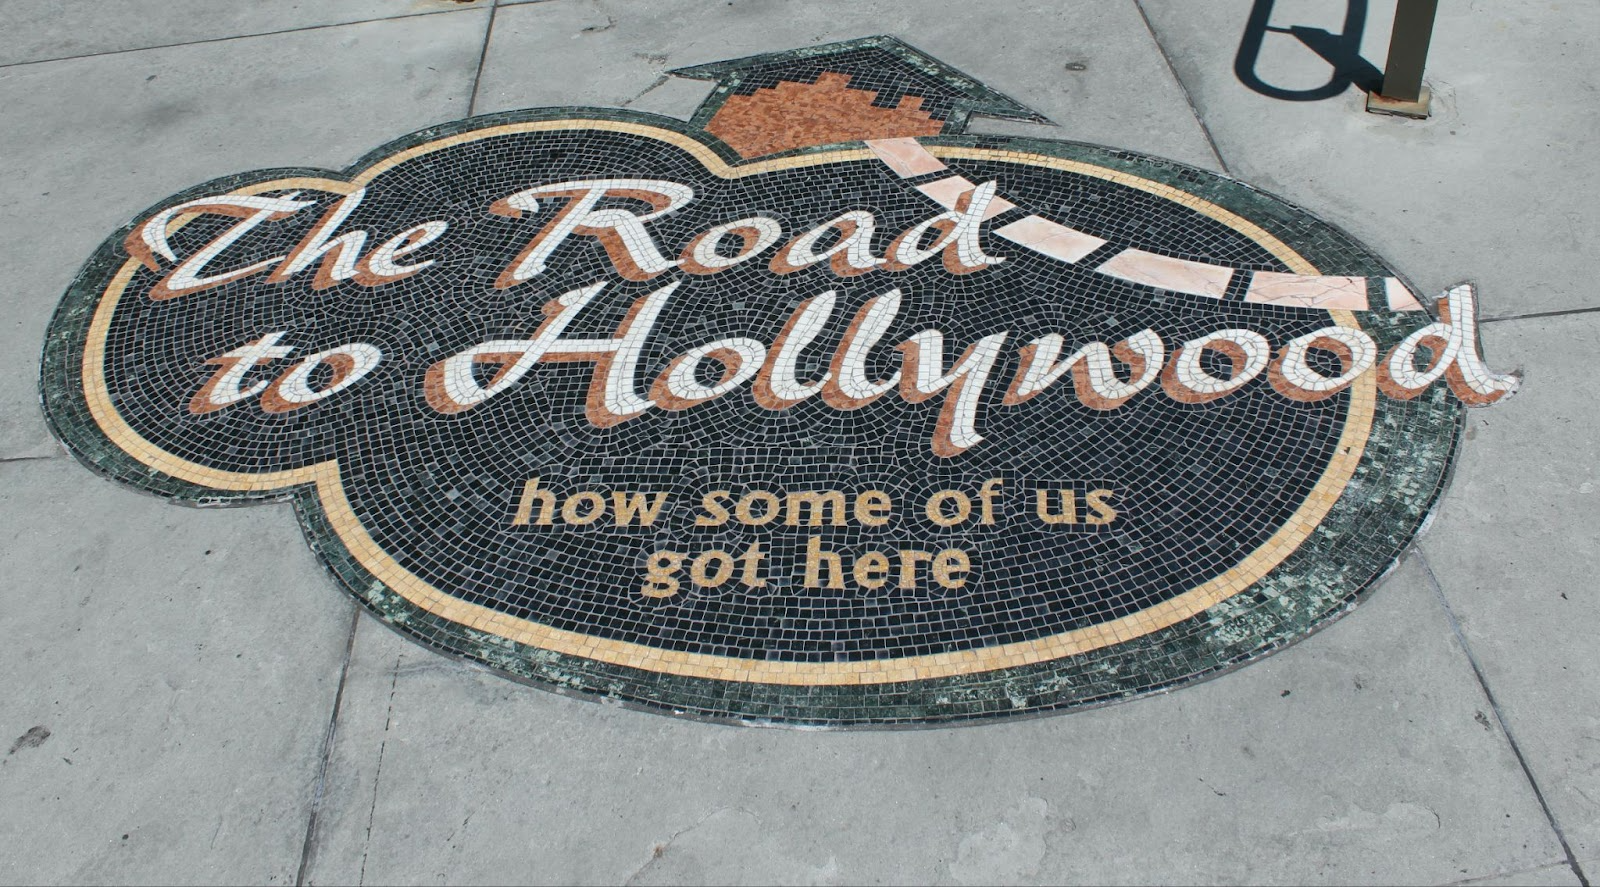 The Road
to Hollywood
how some of us
got here